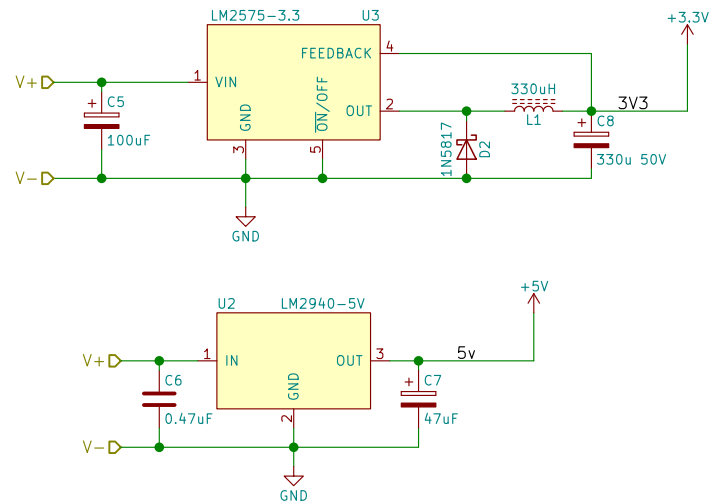 LM2575-3.3 U3
+3.3V
FEEDBACK 4
V+ 1 VIN
330uH
+ C5
OUT 2
L1
3V3
+ C8
100uF
GND
ON/OFF
1N5817
D2
330u 50V
3
5
V-
GND
+5V
U2 LM2940-5V
V+ 1 IN
OUT 3
5v
C6
GND
+ C7
0.47uF
2
47uF
V-
GND